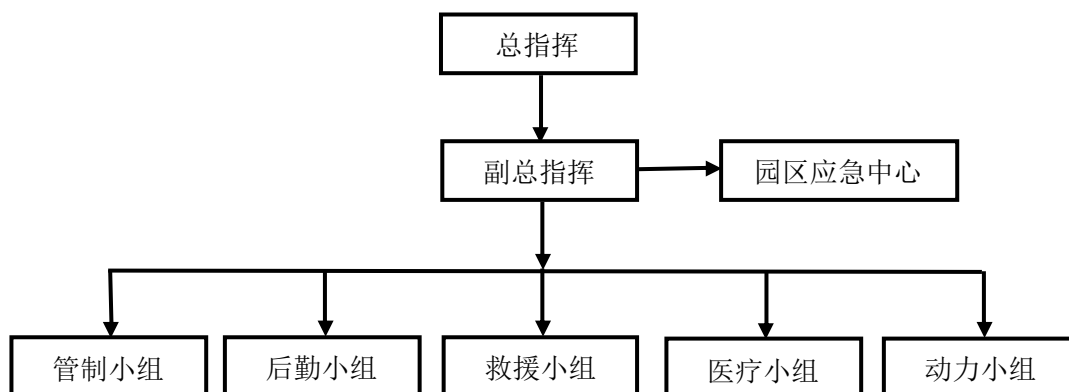 总指挥
副总指挥
园区应急中心
管制小组
后勤小组
救援小组
医疗小组
动力小组